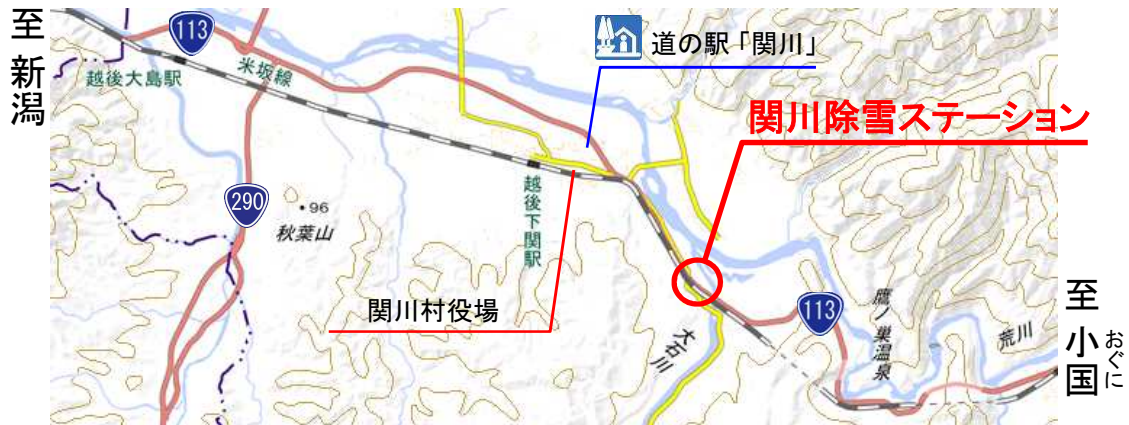 至 新潟
113
越後大島駅
米坂線
道の駅「関川」
関川除雪ステーション
290
・96
秋葉山
越後下関駅
関川村役場
大石川
113
鷹ノ巣温泉
荒川
至 小国
おぐに